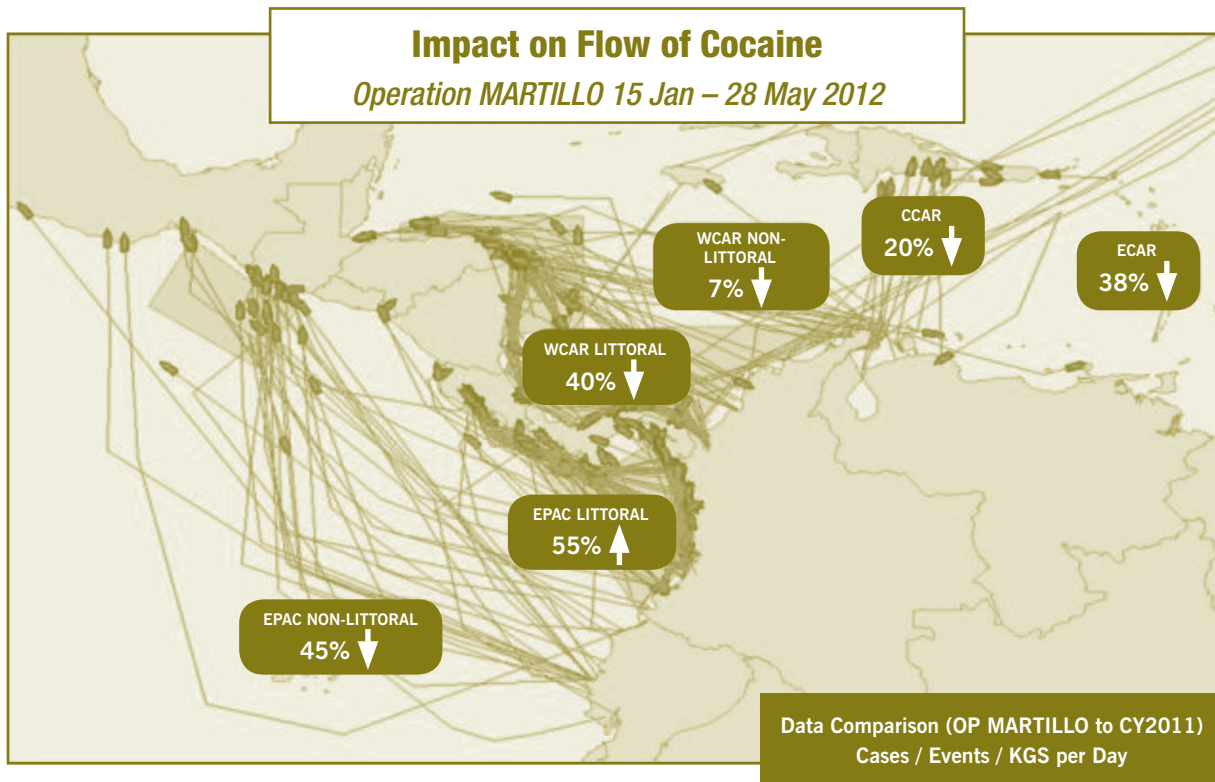 Impact on Flow of Cocaine
Operation MARTILLO 15 Jan – 28 May 2012
CCAR
20%
WCAR NON-
LITTORAL
7%
ECAR
38%
WCAR LITTORAL
40%
EPAC LITTORAL
55%
EPAC NON-LITTORAL
45%
Data Comparison (OP MARTILLO to CY2011)
Cases / Events / KGS per Day